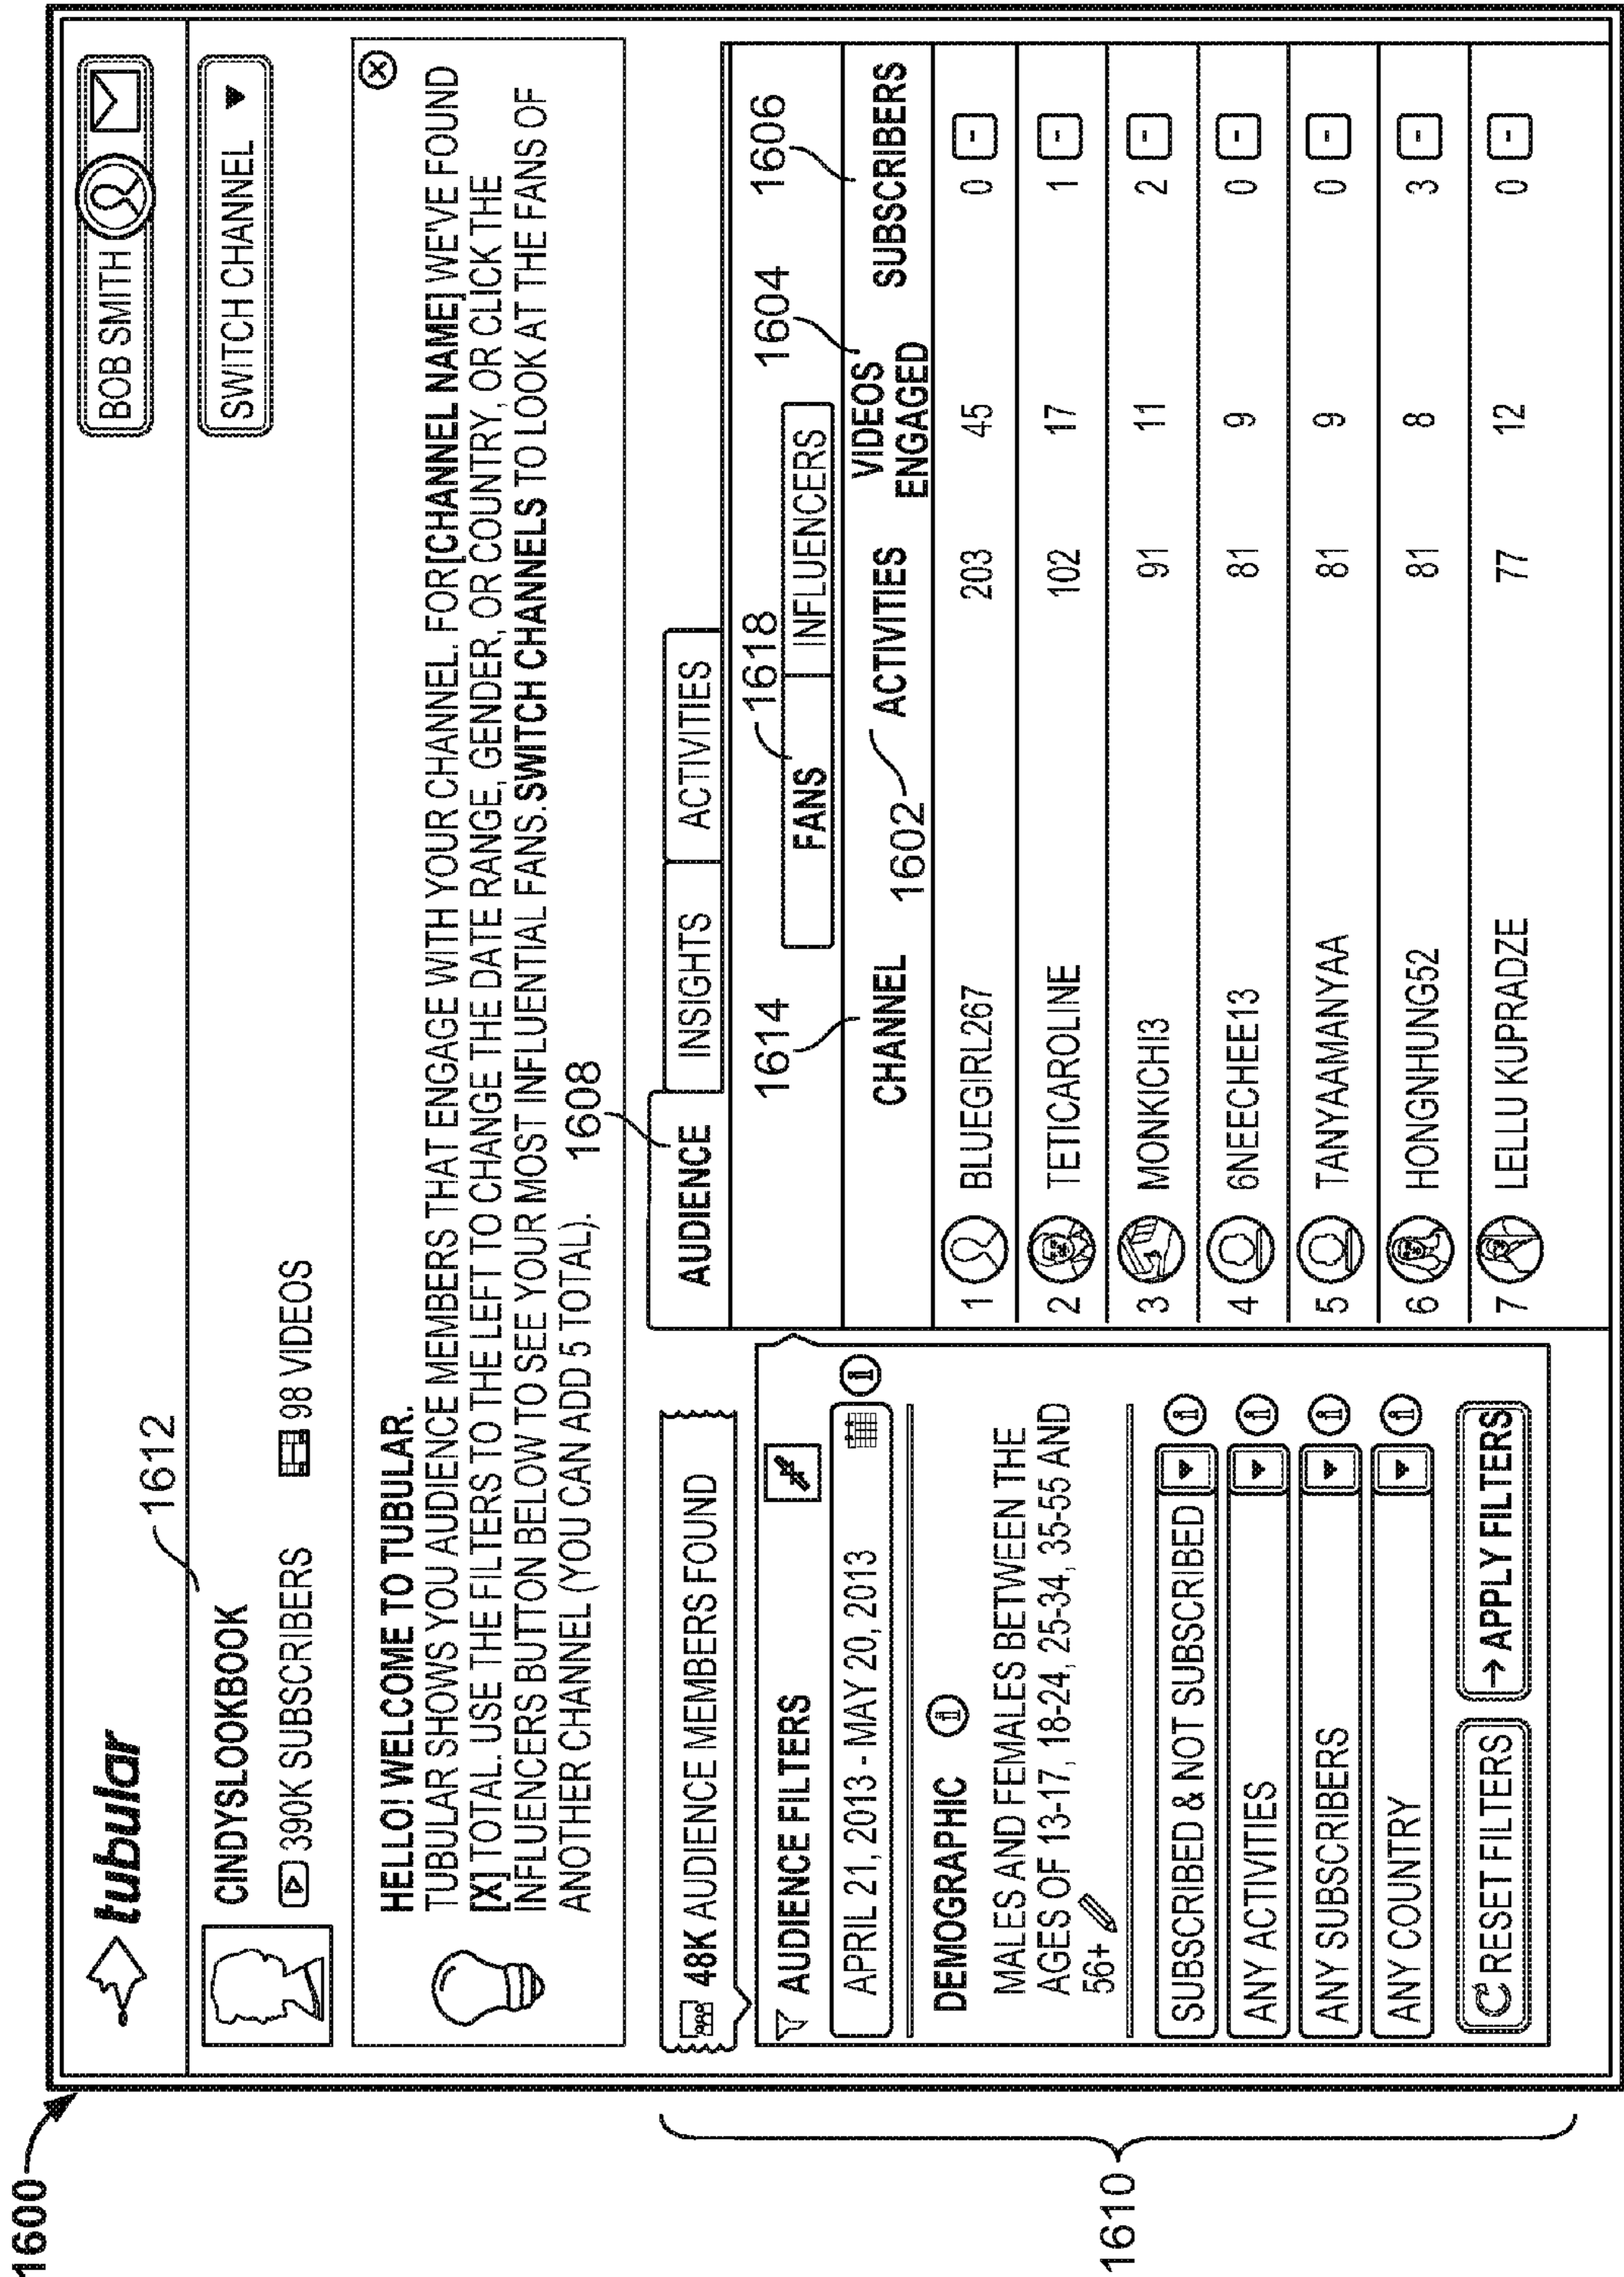 1600
tubular
BOB SMITH
1612
CINDYSLOOKBOOK
SWITCH CHANNEL
390K SUBSCRIBERS 98 VIDEOS
HELLO! WELCOME TO TUBULAR.
TUBULAR SHOWS YOU AUDIENCE MEMBERS THAT ENGAGE WITH YOUR CHANNEL. FOR[CHANNEL NAME] WE'VE FOUND
[X] TOTAL. USE THE FILTERS TO THE LEFT TO CHANGE THE DATE RANGE, GENDER, OR COUNTRY, OR CLICK THE
INFLUENCERS BUTTON BELOW TO SEE YOUR MOST INFLUENTIAL FANS.SWITCH CHANNELS TO LOOK AT THE FANS OF
ANOTHER CHANNEL (YOU CAN ADD 5 TOTAL).
1608
48K AUDIENCE MEMBERS FOUND
AUDIENCE INSIGHTS ACTIVITIES
1610
AUDIENCE FILTERS
APRIL 21, 2013 - MAY 20, 2013
DEMOGRAPHIC
MALES AND FEMALES BETWEEN THE
AGES OF 13-17, 18-24, 25-34, 35-55 AND
56+
SUBSCRIBED & NOT SUBSCRIBED
ANY ACTIVITIES
ANY SUBSCRIBERS
ANY COUNTRY
RESET FILTERS → APPLY FILTERS
1614 1618 1604 1606
FANS INFLUENCERS
CHANNEL 1602 ACTIVITIES VIDEOS ENGAGED SUBSCRIBERS
1 BLUEGIRL267 203 45 0 -
2 TETICAROLINE 102 17 1 -
3 MONKICHI3 91 11 2 -
4 6NEECHEE13 81 9 0 -
5 TANYAAMANYAA 81 9 0 -
6 HONGNHUNG52 81 8 3 -
7 LELLU KUPRADZE 77 12 0 -